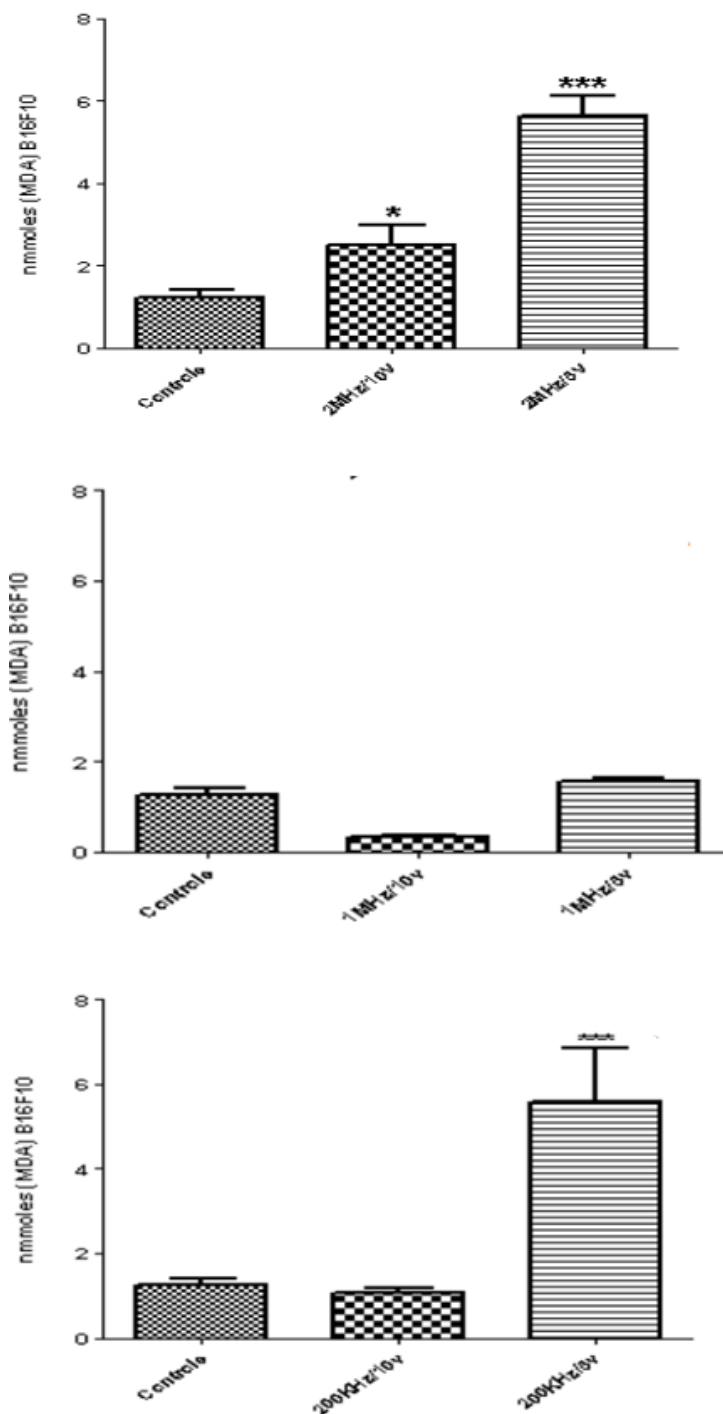 8
6
4
2
0
nmmoles (MDA) B16F10
*
***
Controle
2MHz/10V
2MHz/5V
8
6
4
2
0
nmmoles (MDA) B16F10
Controle
1MHz/10v
1MHz/5v
8
6
4
2
0
nmmoles (MDA) B16F10
***
Controle
200KHz/10v
200KHz/5v